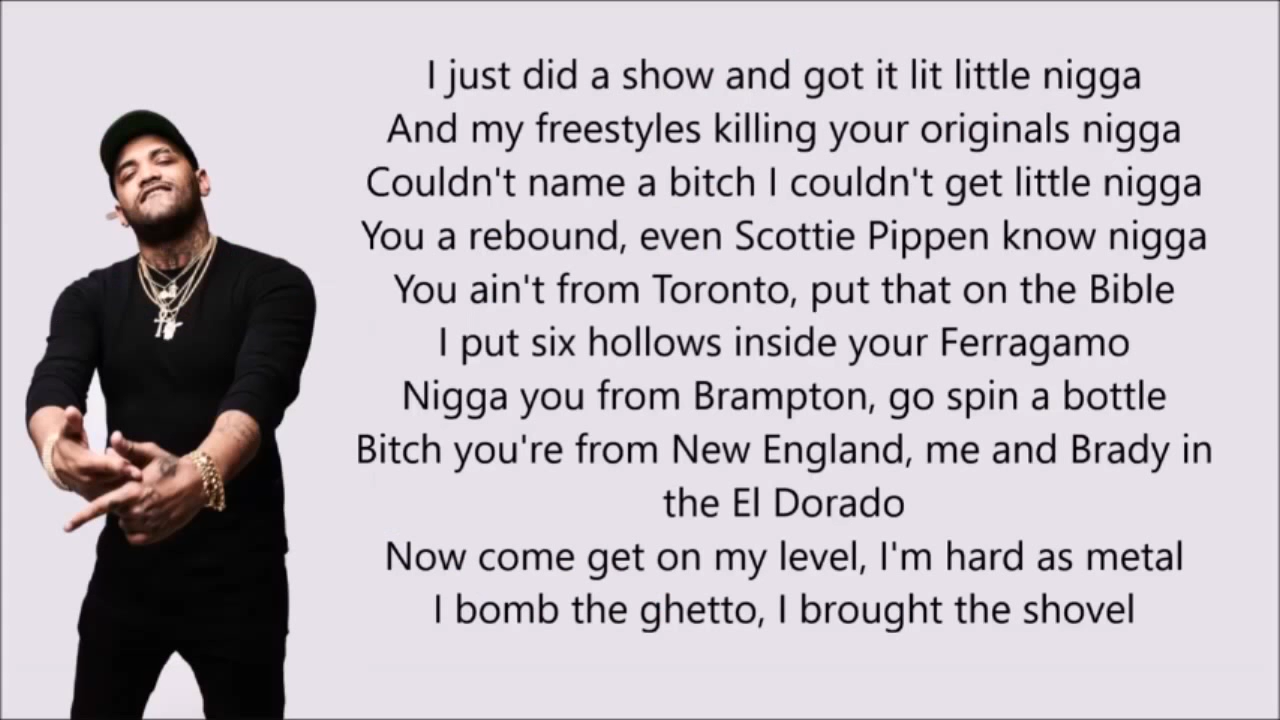 I just did a show and got it lit little nigga
And my freestyles killing your originals nigga
Couldn't name a bitch I couldn't get little nigga
You a rebound, even Scottie Pippen know nigga
You ain't from Toronto, put that on the Bible
I put six hollows inside your Ferragamo
Nigga you from Brampton, go spin a bottle
Bitch you're from New England, me and Brady in
the El Dorado
Now come get on my level, I'm hard as metal
I bomb the ghetto, I brought the shovel